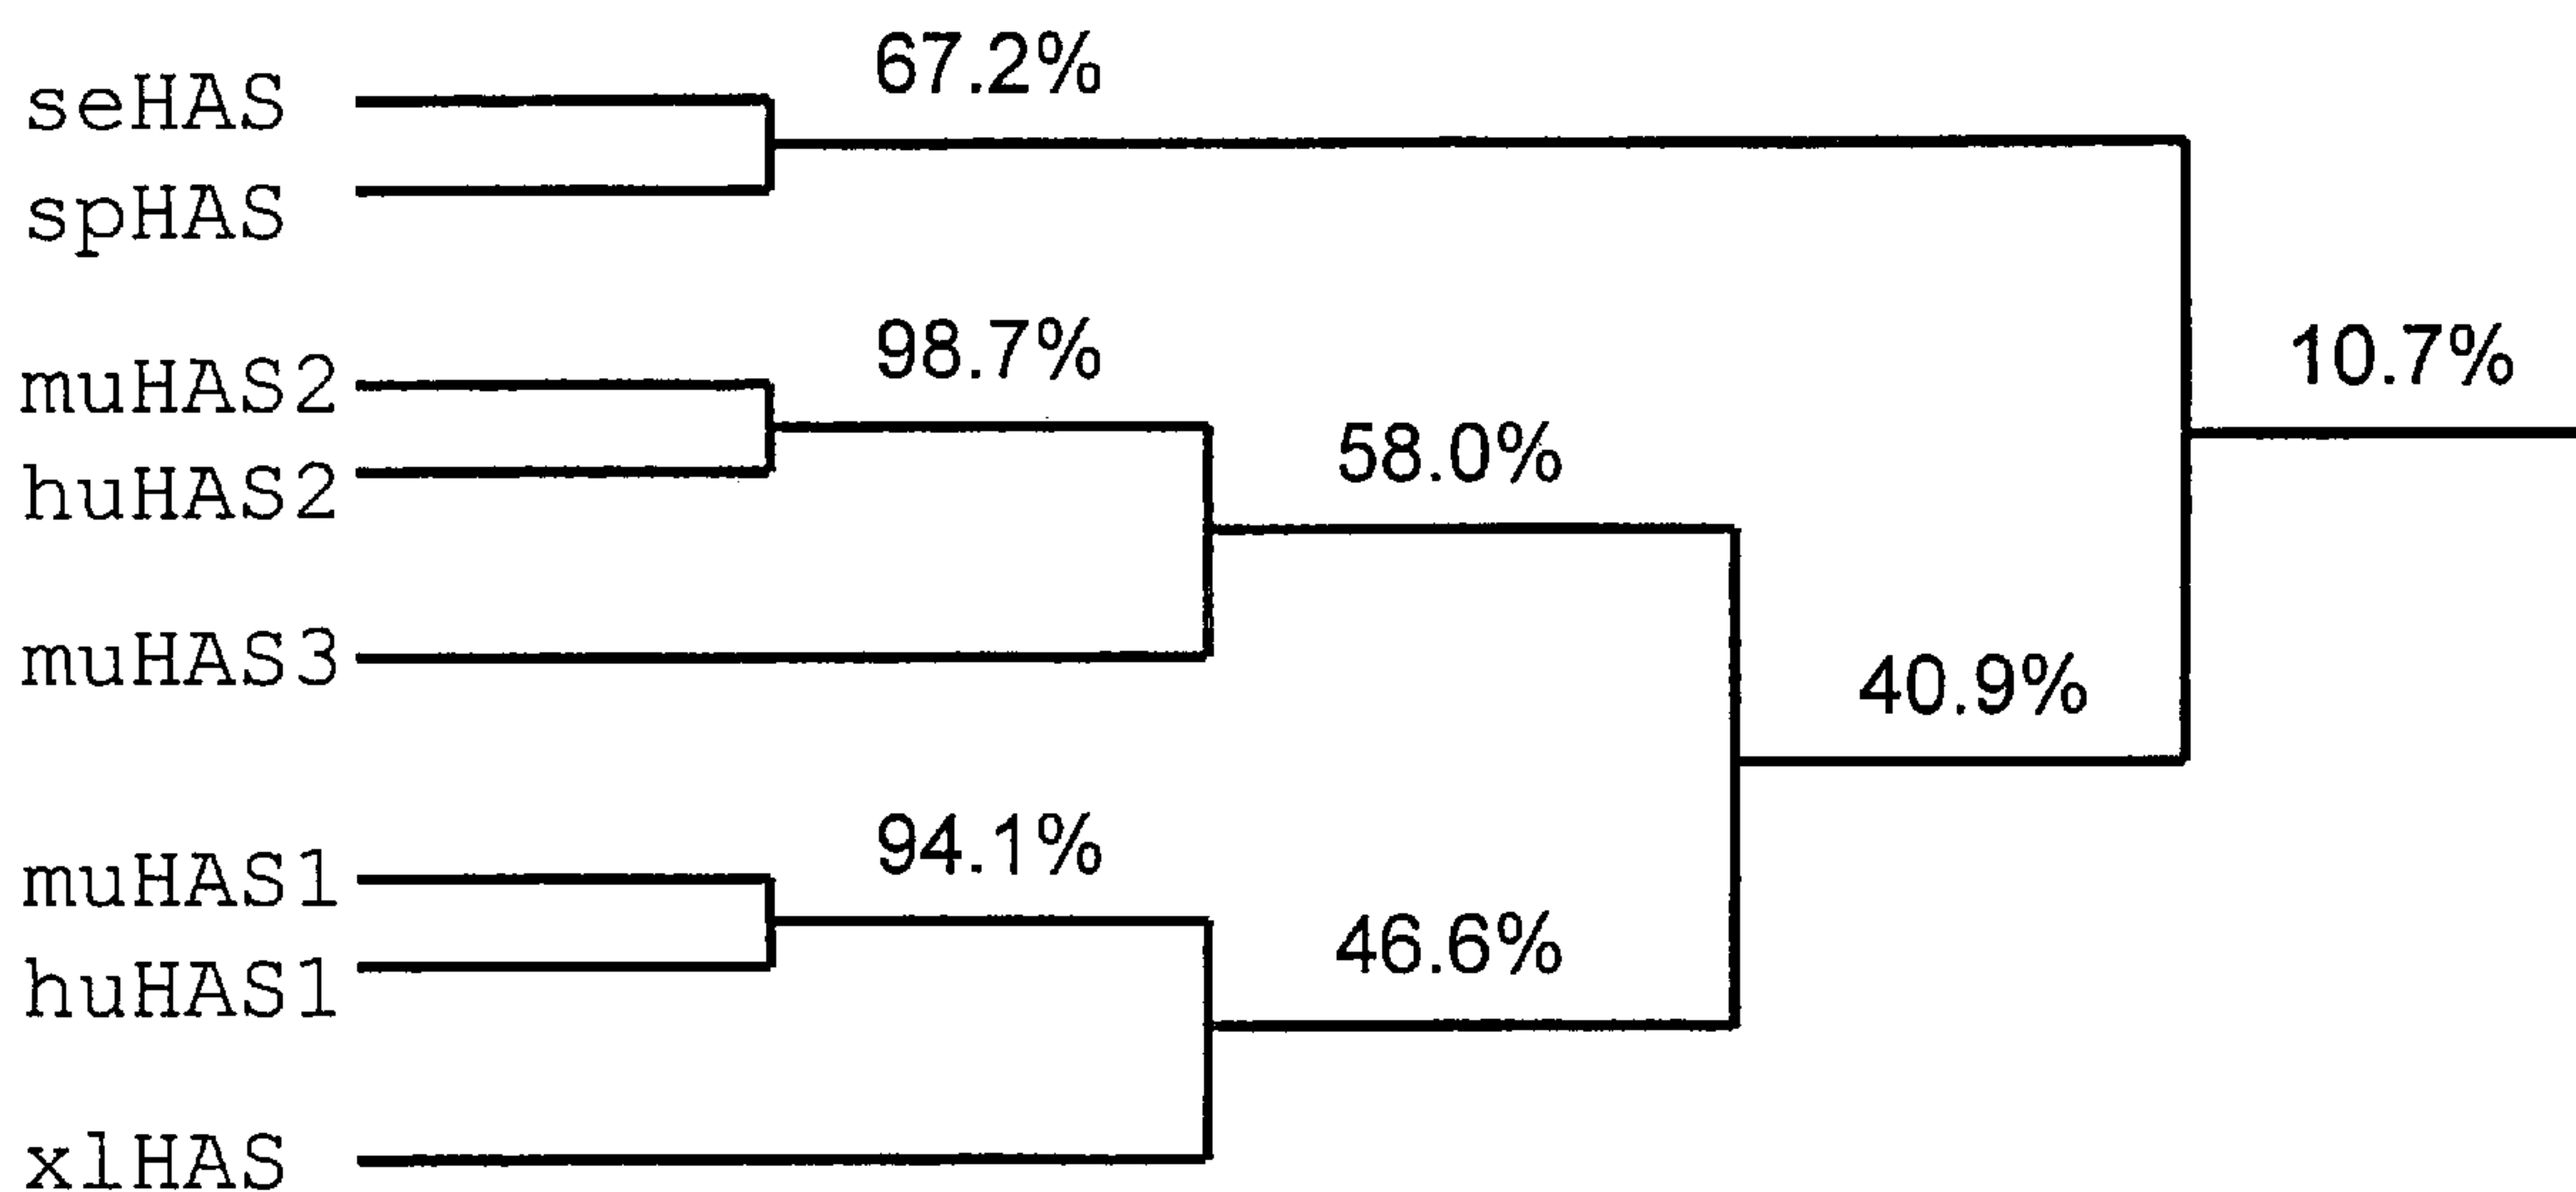 67.2%
seHAS
spHAS
98.7%
10.7%
muHAS2
58.0%
huHAS2
muHAS3
40.9%
94.1%
muHAS1
46.6%
huHAS1
xlHAS